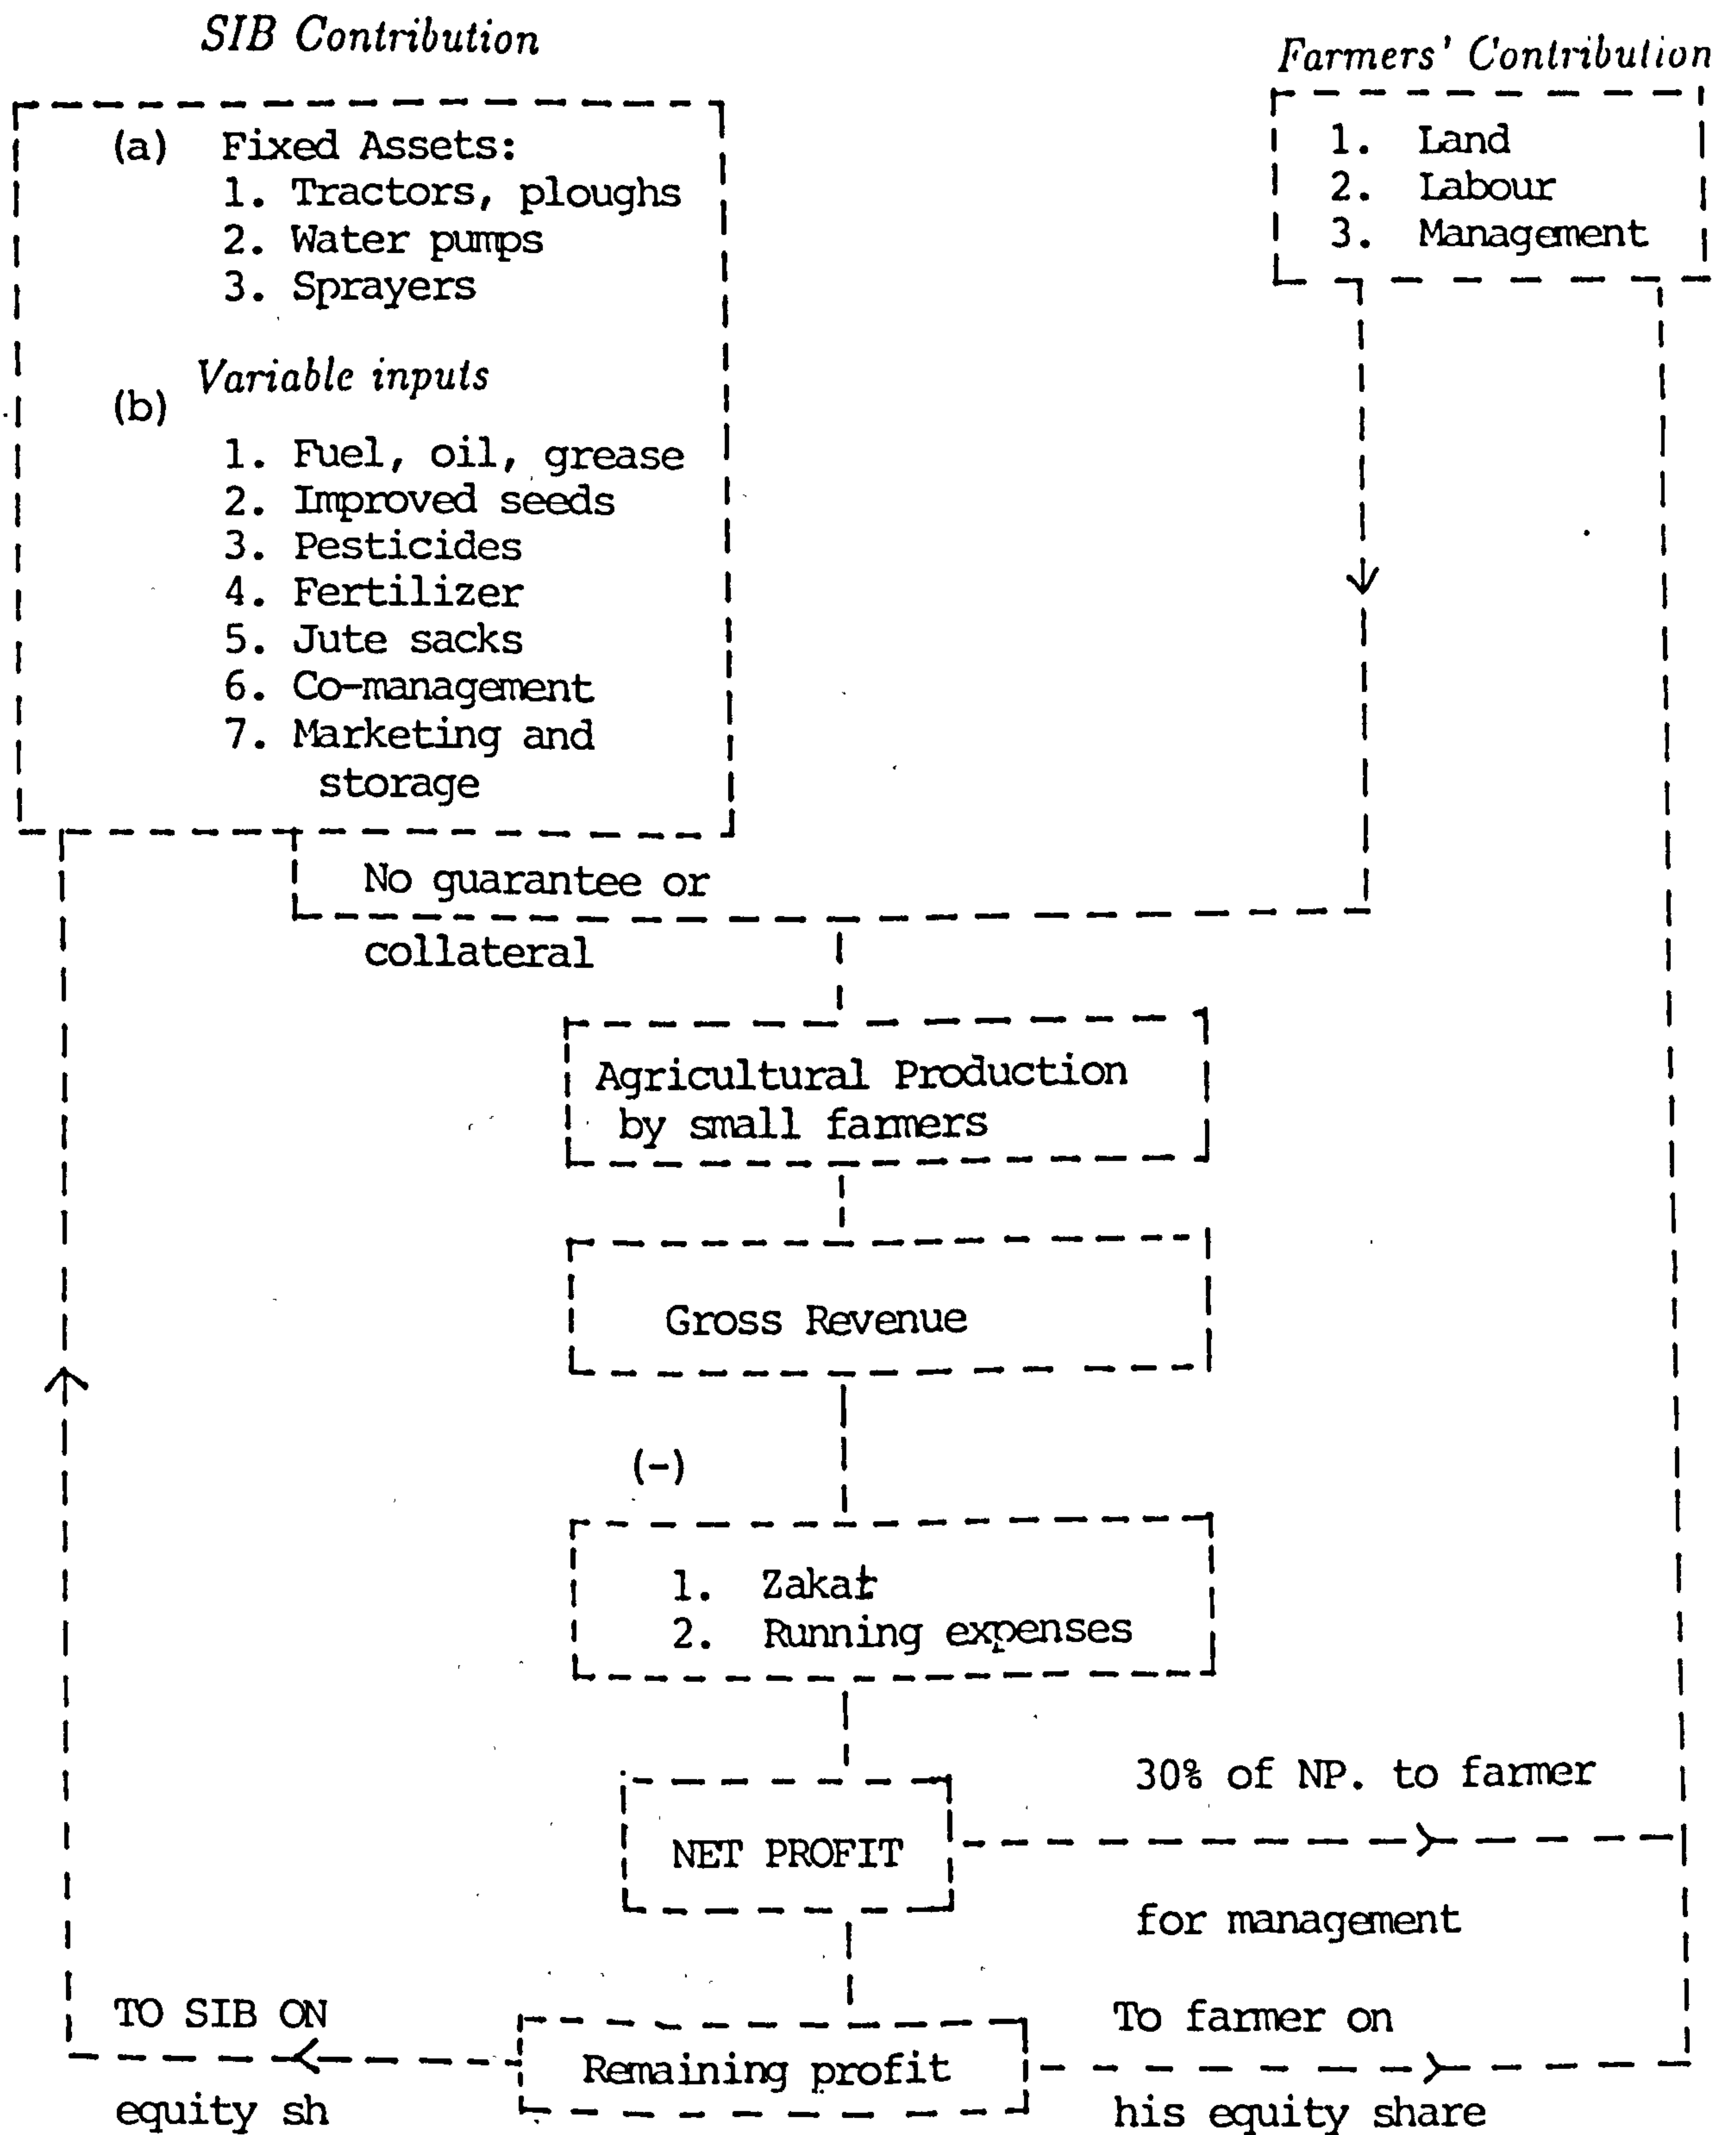 SIB Contribution
Farmers' Contribution
(a) Fixed Assets:
1. Tractors, ploughs
2. Water pumps
3. Sprayers
(b) Variable inputs
1. Fuel, oil, grease
2. Improved seeds
3. Pesticides
4. Fertilizer
5. Jute sacks
6. Co-management
7. Marketing and
storage
1. Land
2. Labour
3. Management
No guarantee or
collateral
Agricultural Production
by small farmers
Gross Revenue
(-)
1. Zakat
2. Running expenses
NET PROFIT
30% of NP. to farmer
for management
Remaining profit
TO SIB ON
equity sh
To farmer on
his equity share